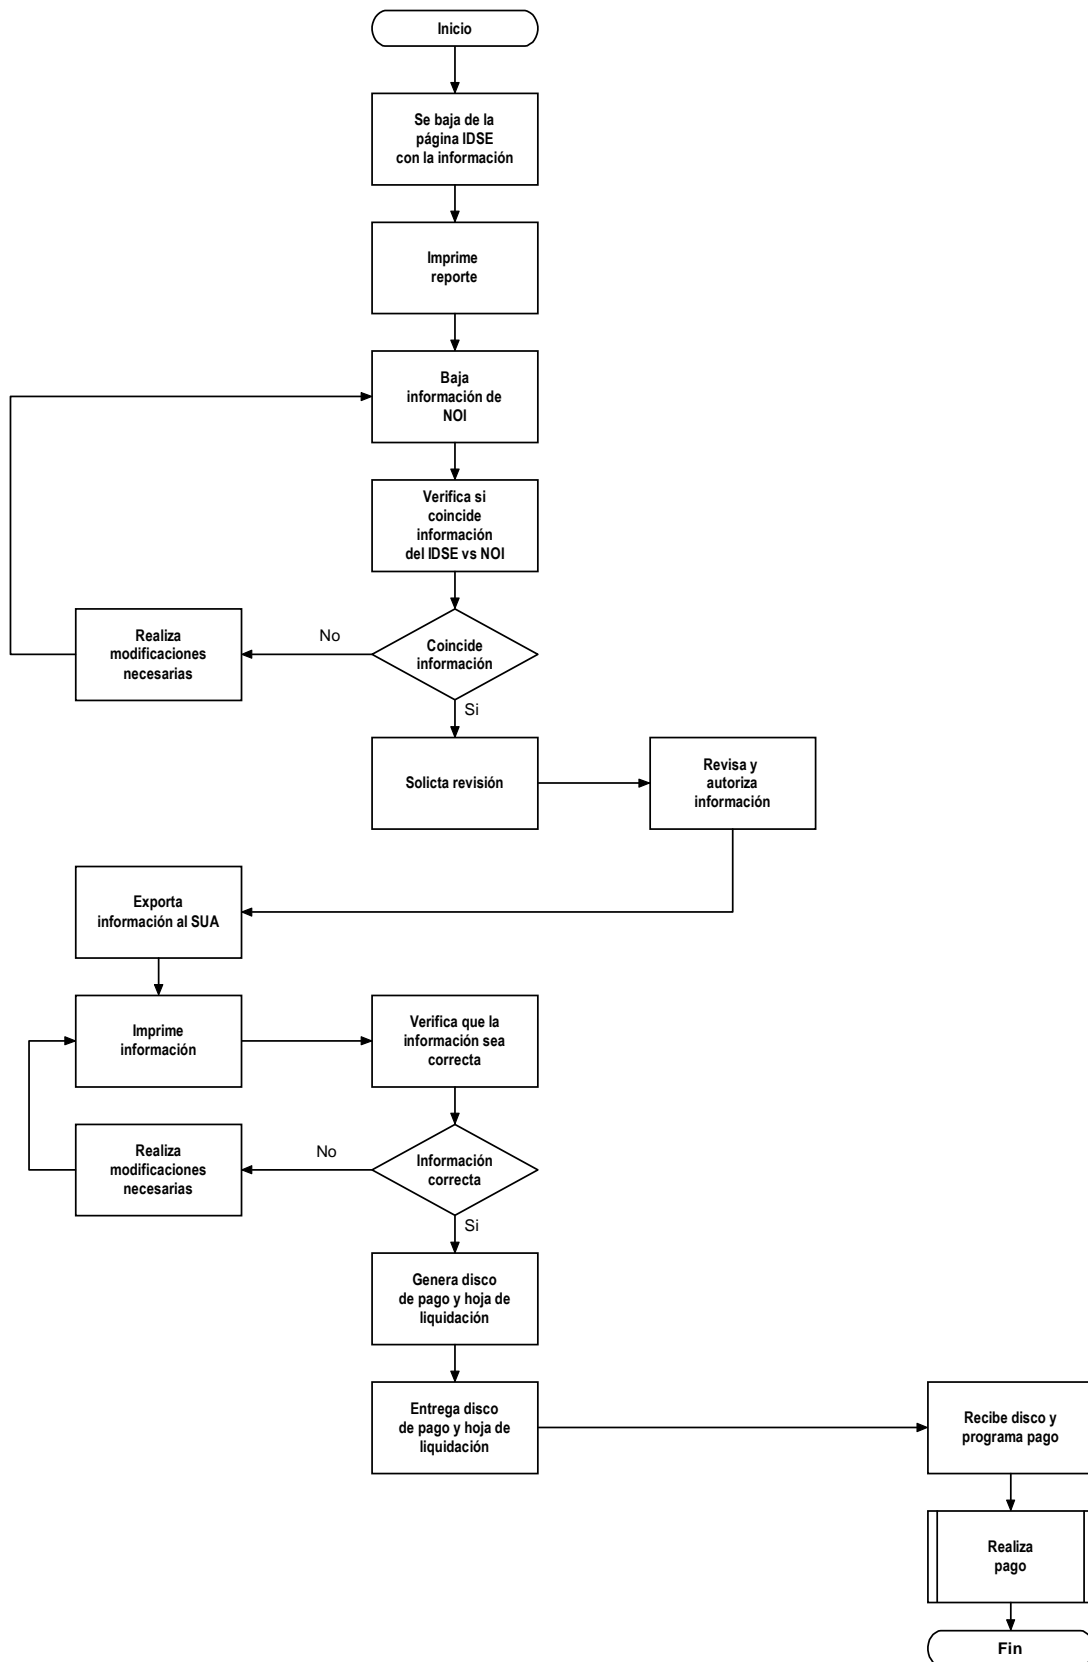 Inicio
Se baja de la
página IDSE
con la información
Imprime
reporte
Baja
información de
NOI
Verifica si
coincide
información
del IDSE vs NOI
Realiza
modificaciones
necesarias
No
Coincide
información
Si
Solicta revisión
Revisa y
autoriza
información
Exporta
información al SUA
Imprime
información
Verifica que la
información sea
correcta
Realiza
modificaciones
necesarias
No
Información
correcta
Si
Genera disco
de pago y hoja de
liquidación
Entrega disco
de pago y hoja de
liquidación
Recibe disco y
programa pago
Realiza
pago
Fin